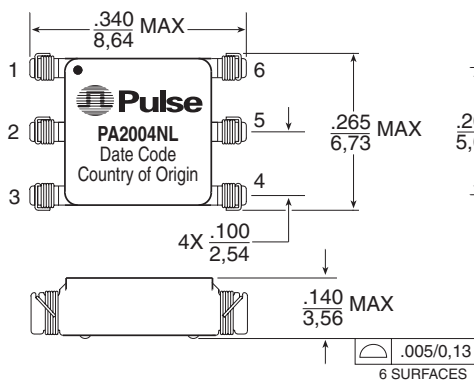 .340 MAX
8,64
1
6
Pulse
2
5
PA2004NL
Date Code
Country of Origin
.265 MAX
6,73
3
4
4X .100
2,54
.140 MAX
3,56
.005/0,13
6 SURFACES